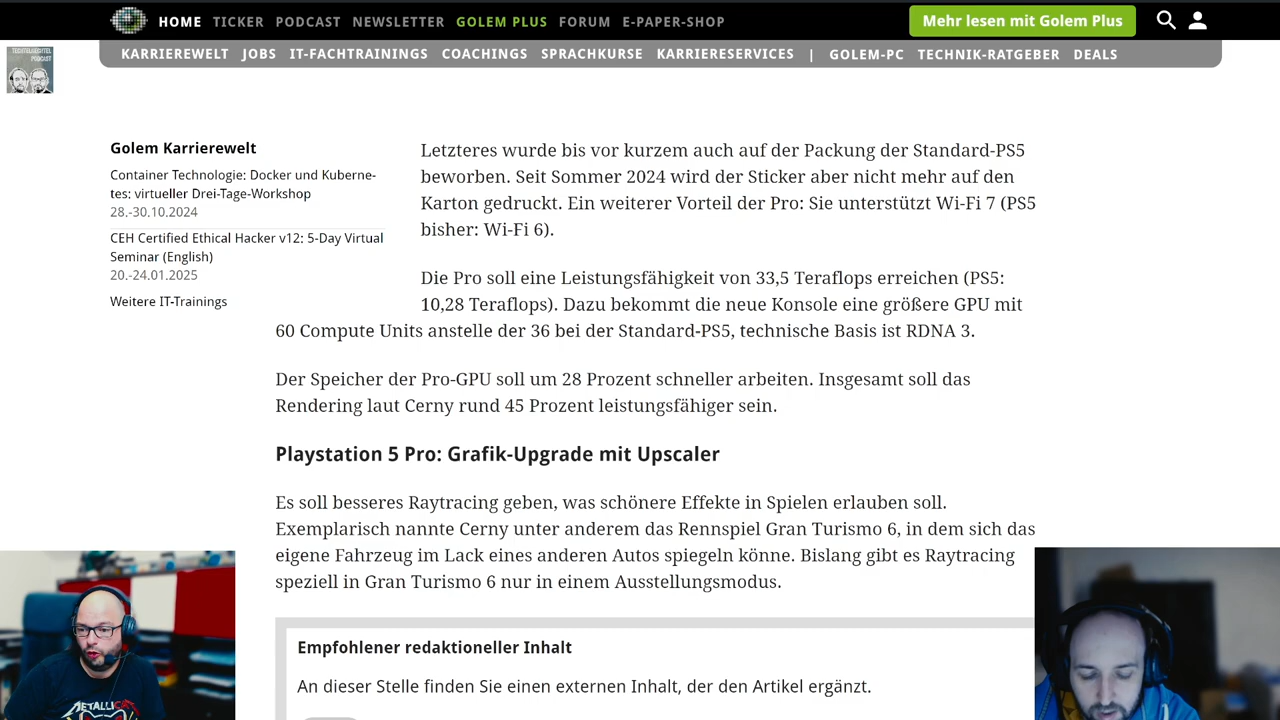 HOME TICKER PODCAST NEWSLETTER GOLEM PLUS FORUM E-PAPER-SHOP
Mehr lesen mit Golem Plus
KARRIEREWELT JOBS IT-FACHTRAININGS COACHINGS SPRACHKURSE KARRIERESERVICES | GOLEM-PC TECHNIK-RATGEBER DEALS
TECHTELMECHTEL
PODCAST
Golem Karrierewelt
Container Technologie: Docker und Kuberne-
tes: virtueller Drei-Tage-Workshop
28.-30.10.2024
CEH Certified Ethical Hacker v12: 5-Day Virtual
Seminar (English)
20.-24.01.2025
Weitere IT-Trainings
Letzteres wurde bis vor kurzem auch auf der Packung der Standard-PS5
beworben. Seit Sommer 2024 wird der Sticker aber nicht mehr auf den
Karton gedruckt. Ein weiterer Vorteil der Pro: Sie unterstützt Wi-Fi 7 (PS5
bisher: Wi-Fi 6).
Die Pro soll eine Leistungsfähigkeit von 33,5 Teraflops erreichen (PS5:
10,28 Teraflops). Dazu bekommt die neue Konsole eine größere GPU mit
60 Compute Units anstelle der 36 bei der Standard-PS5, technische Basis ist RDNA 3.
Der Speicher der Pro-GPU soll um 28 Prozent schneller arbeiten. Insgesamt soll das
Rendering laut Cerny rund 45 Prozent leistungsfähiger sein.
Playstation 5 Pro: Grafik-Upgrade mit Upscaler
Es soll besseres Raytracing geben, was schönere Effekte in Spielen erlauben soll.
Exemplarisch nannte Cerny unter anderem das Rennspiel Gran Turismo 6, in dem sich das
eigene Fahrzeug im Lack eines anderen Autos spiegeln könne. Bislang gibt es Raytracing
speziell in Gran Turismo 6 nur in einem Ausstellungsmodus.
Empfohlener redaktioneller Inhalt
An dieser Stelle finden Sie einen externen Inhalt, der den Artikel ergänzt.
METALLICA